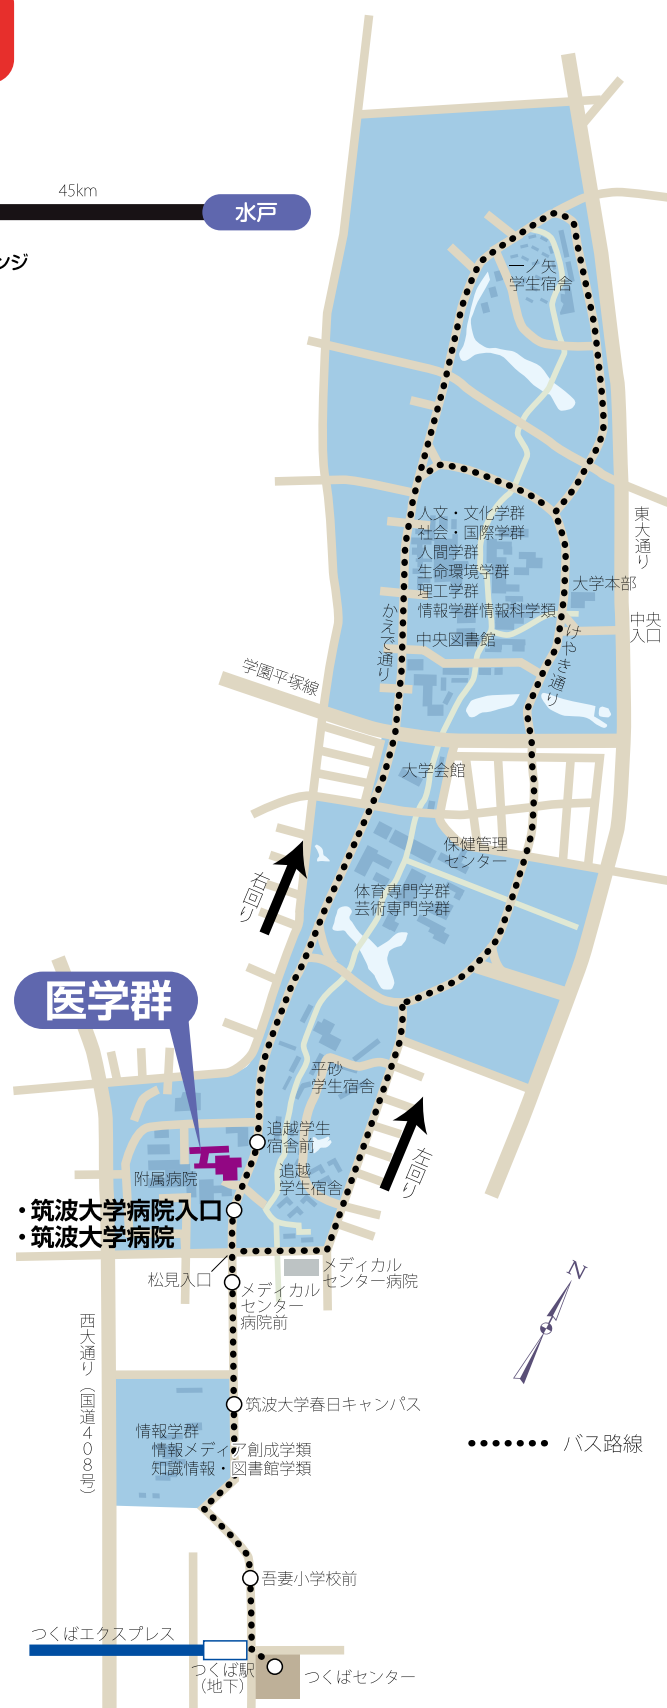 45km
水戸
ンジ
一ノ矢
学生宿舎
人文・文化学群
社会・国際学群
人間学群
生命環境学群
理工学群
情報学群情報科学類
中央図書館
大学本部
東大通り
中央
入口
かえで通り
けやき通り
学園平塚線
大学会館
保健管理
センター
体育専門学群
芸術専門学群
右回り
医学群
平砂
学生宿舎
追越学生
宿舎前
追越
学生宿舎
附属病院
左回り
・筑波大学病院入口
・筑波大学病院
松見入口
メディカル
センター病院
メディカル
センター
病院前
N
西大通り（国道408号）
筑波大学春日キャンパス
情報学群
情報メディア創成学類
知識情報・図書館学類
バス路線
吾妻小学校前
つくばエクスプレス
つくば駅
（地下）
つくばセンター